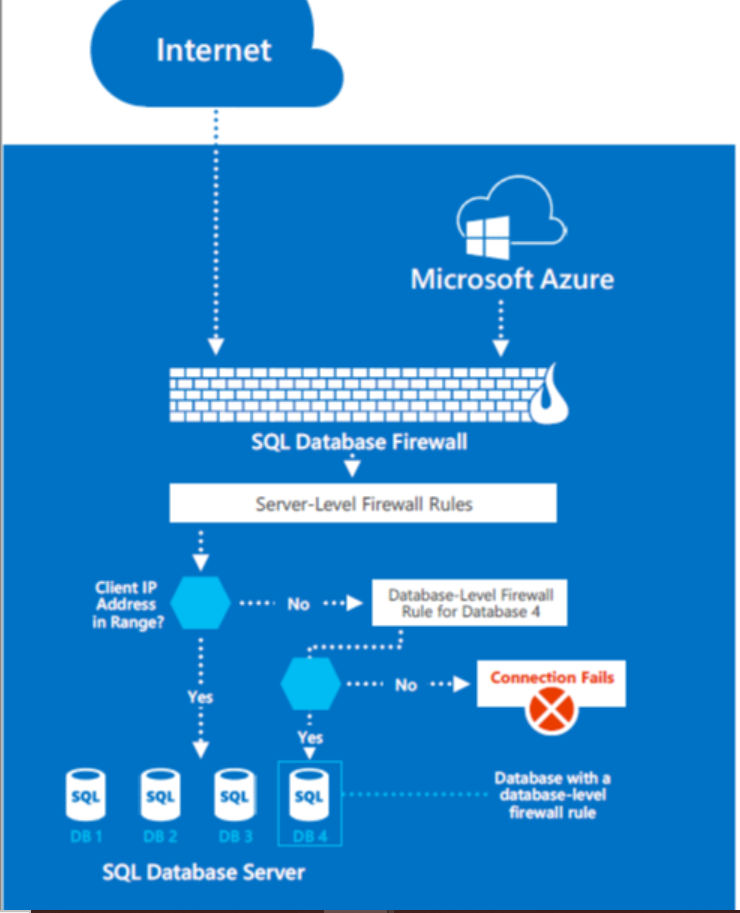 Internet
Microsoft Azure
SQL Database Firewall
Server-Level Firewall Rules
Client IP
Address
in Range?
No
Database-Level Firewall
Rule for Database 4
Yes
No
Connection Fails
Yes
SQL
SQL
SQL
SQL
DB 1
DB 2
DB 3
DB 4
Database with a
database-level
firewall rule
SQL Database Server